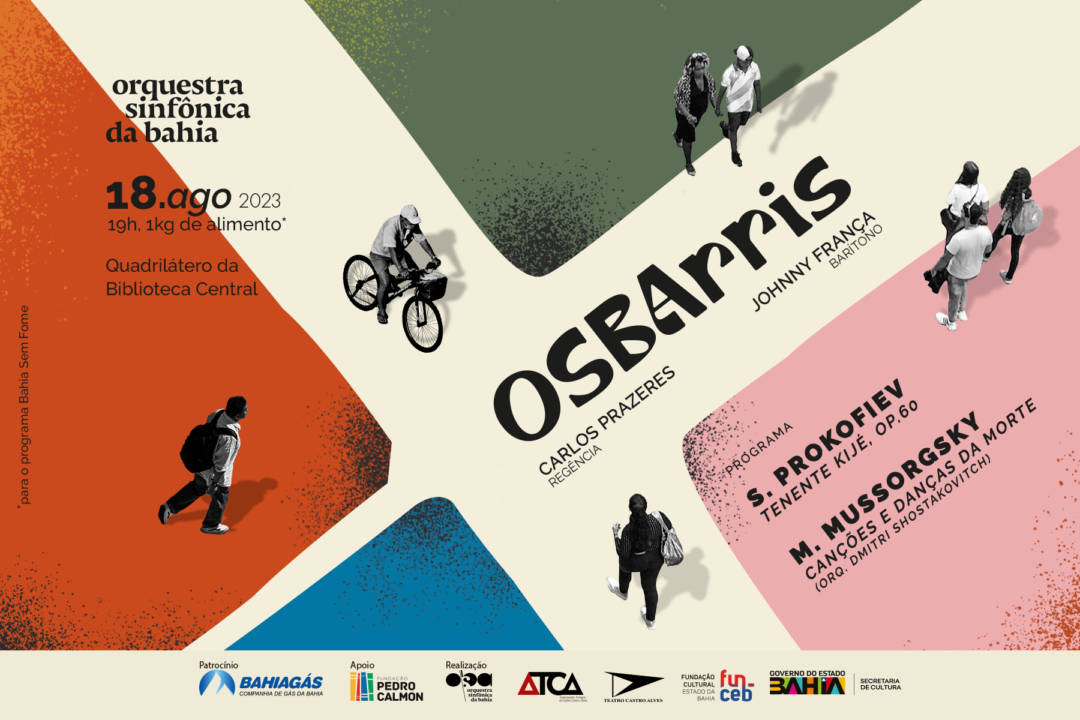 orquestra
sinfônica
da bahia
18.ago 2023
19h, 1kg de alimento*
Quadrilátero da
Biblioteca Central
*para o programa Bahia Sem Fome
OSBArris
CARLOS PRAZERES
REGÊNCIA
JOHNNY FRANÇA
BARÍTONO
PROGRAMA
S. PROKOFIEV
TENENTE KIJÉ, OP.60
M. MUSSORGSKY
CANÇÕES E DANÇAS DA MORTE
(ORQ. DMITRI SHOSTAKOVITCH)
Patrocínio
BAHIAGÁS
COMPANHIA DE GÁS DA BAHIA
Apoio
FUNDAÇÃO
PEDRO
CALMON
Realização
orquestra
sinfônica
da bahia
ATCA
TEATRO CASTRO ALVES
FUNDAÇÃO
CULTURAL
ESTADO DA
BAHIA
fun_
ceb
GOVERNO DO ESTADO
BAHIA
SECRETARIA
DE CULTURA